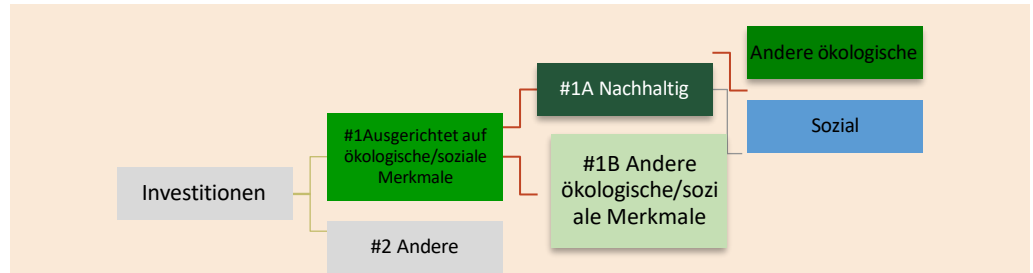 Investitionen
#1Ausgerichtet auf
ökologische/soziale
Merkmale
#2 Andere
#1A Nachhaltig
#1B Andere
ökologische/sozi
ale Merkmale
Andere ökologische
Sozial